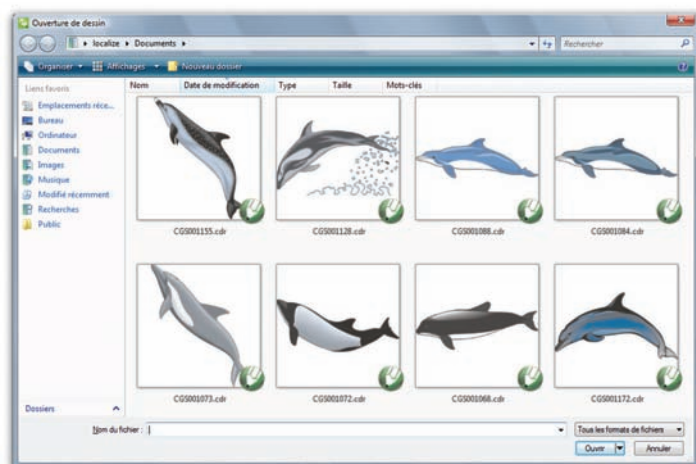 Ouverture de dessin
localize ▸ Documents ▸
Rechercher
Organiser Affichages Nouveau dossier
Liens favoris
Nom Date de modification Type Taille Mots-clés
Emplacements réce...
Bureau
Ordinateur
Documents
Images
Musique
Modifié récemment
Recherches
Public
CGS001155.cdr CGS001128.cdr CGS001088.cdr CGS001084.cdr
CGS001073.cdr CGS001072.cdr CGS001068.cdr CGS001172.cdr
Dossiers
Nom du fichier :
Tous les formats de fichiers
Ouvrir Annuler